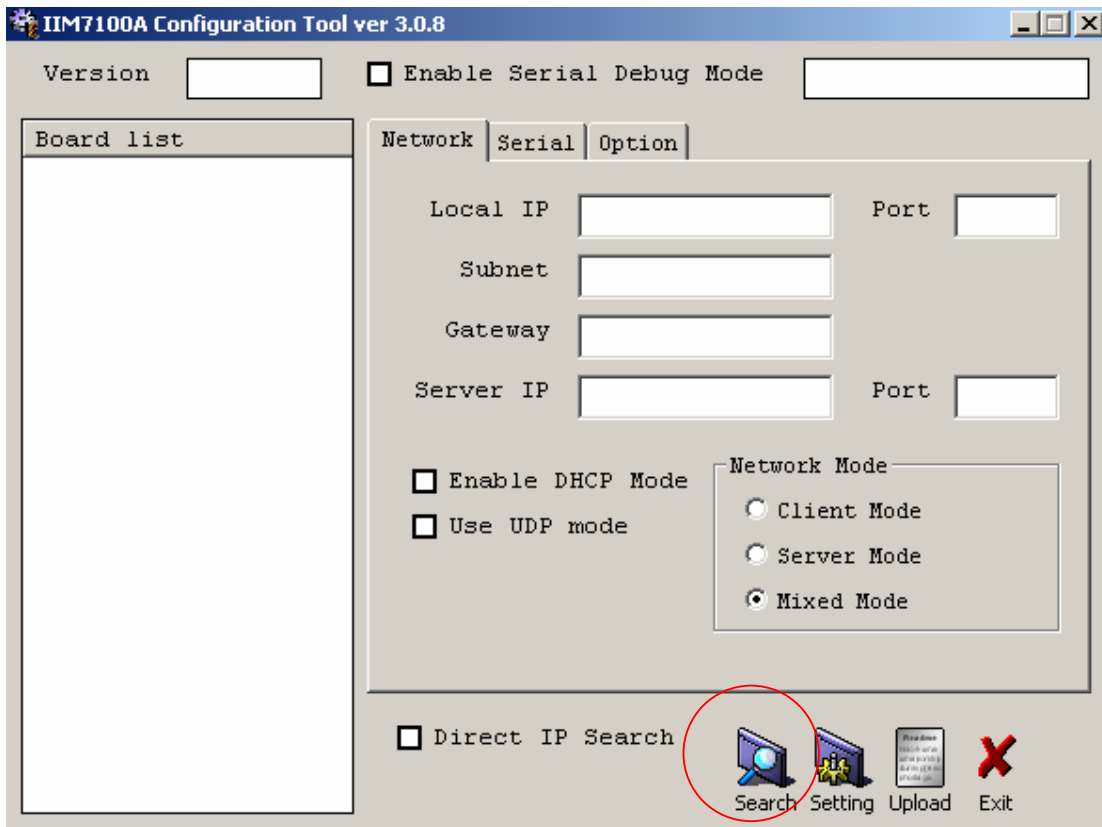 IIM7100A Configuration Tool ver 3.0.8
Version
Enable Serial Debug Mode
Board list
Network Serial Option
Local IP Port
Subnet
Gateway
Server IP Port
Enable DHCP Mode
Use UDP mode
Network Mode
Client Mode
Server Mode
Mixed Mode
Direct IP Search
Readme
Search Setting Upload Exit